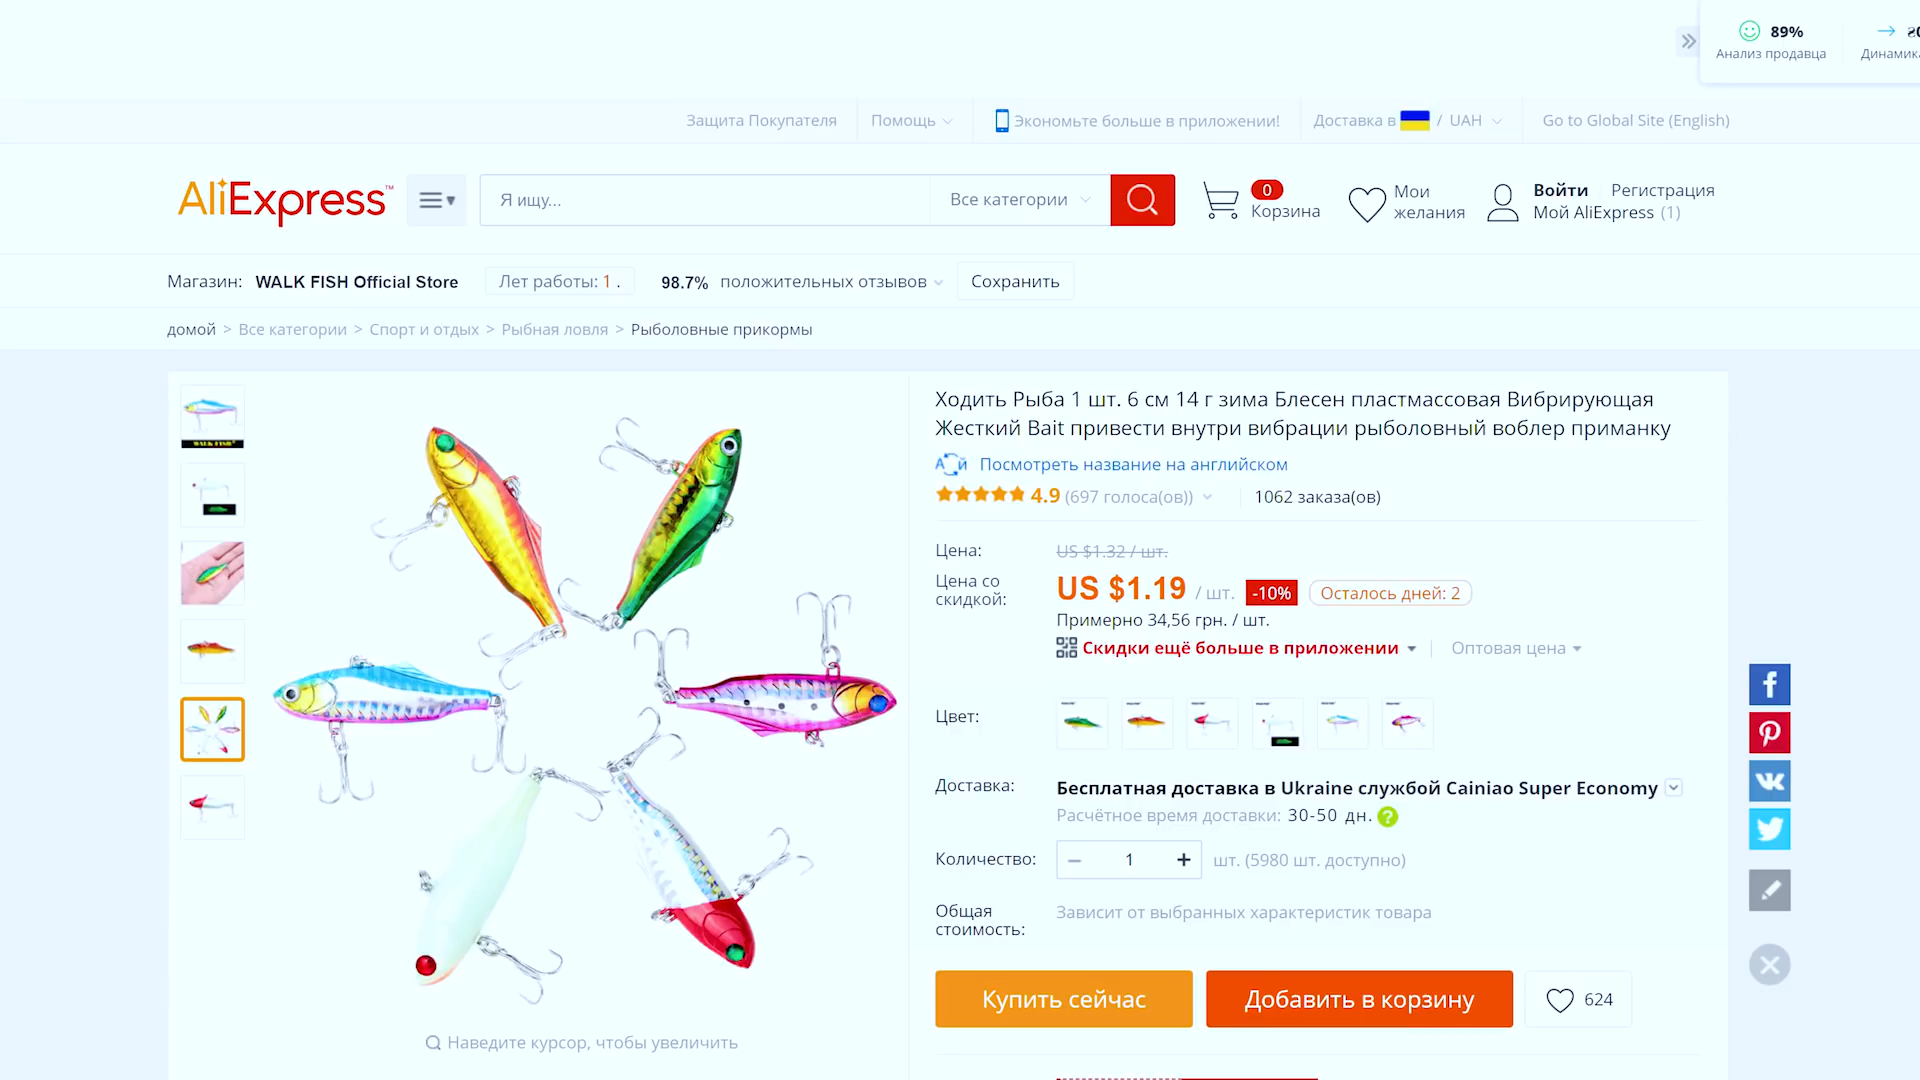 89%
Анализ продавца
Динамик
Защита Покупателя
Помощь
Экономьте больше в приложении!
Доставка в / UAH
Go to Global Site (English)
AliExpress™
Я ищу...
Все категории
0
Корзина
Мои желания
Войти Регистрация
Мой AliExpress (1)
Магазин: WALK FISH Official Store
Лет работы: 1 .
98.7% положительных отзывов
Сохранить
домой > Все категории > Спорт и отдых > Рыбная ловля > Рыболовные прикормы
Ходить Рыба 1 шт. 6 см 14 г зима Блесен пластмассовая Вибрирующая
Жесткий Bait привести внутри вибрации рыболовный воблер приманку
Посмотреть название на английском
4.9 (697 голоса(ов)) 1062 заказа(ов)
Цена: US $1.32 / шт.
Цена со скидкой: US $1.19 / шт. -10% Осталось дней: 2
Примерно 34,56 грн. / шт.
Скидки ещё больше в приложении Оптовая цена
Цвет:
Доставка: Бесплатная доставка в Ukraine службой Cainiao Super Economy
Расчётное время доставки: 30-50 дн. ?
Количество: − 1 + шт. (5980 шт. доступно)
Общая стоимость: Зависит от выбранных характеристик товара
Купить сейчас
Добавить в корзину
624
Наведите курсор, чтобы увеличить